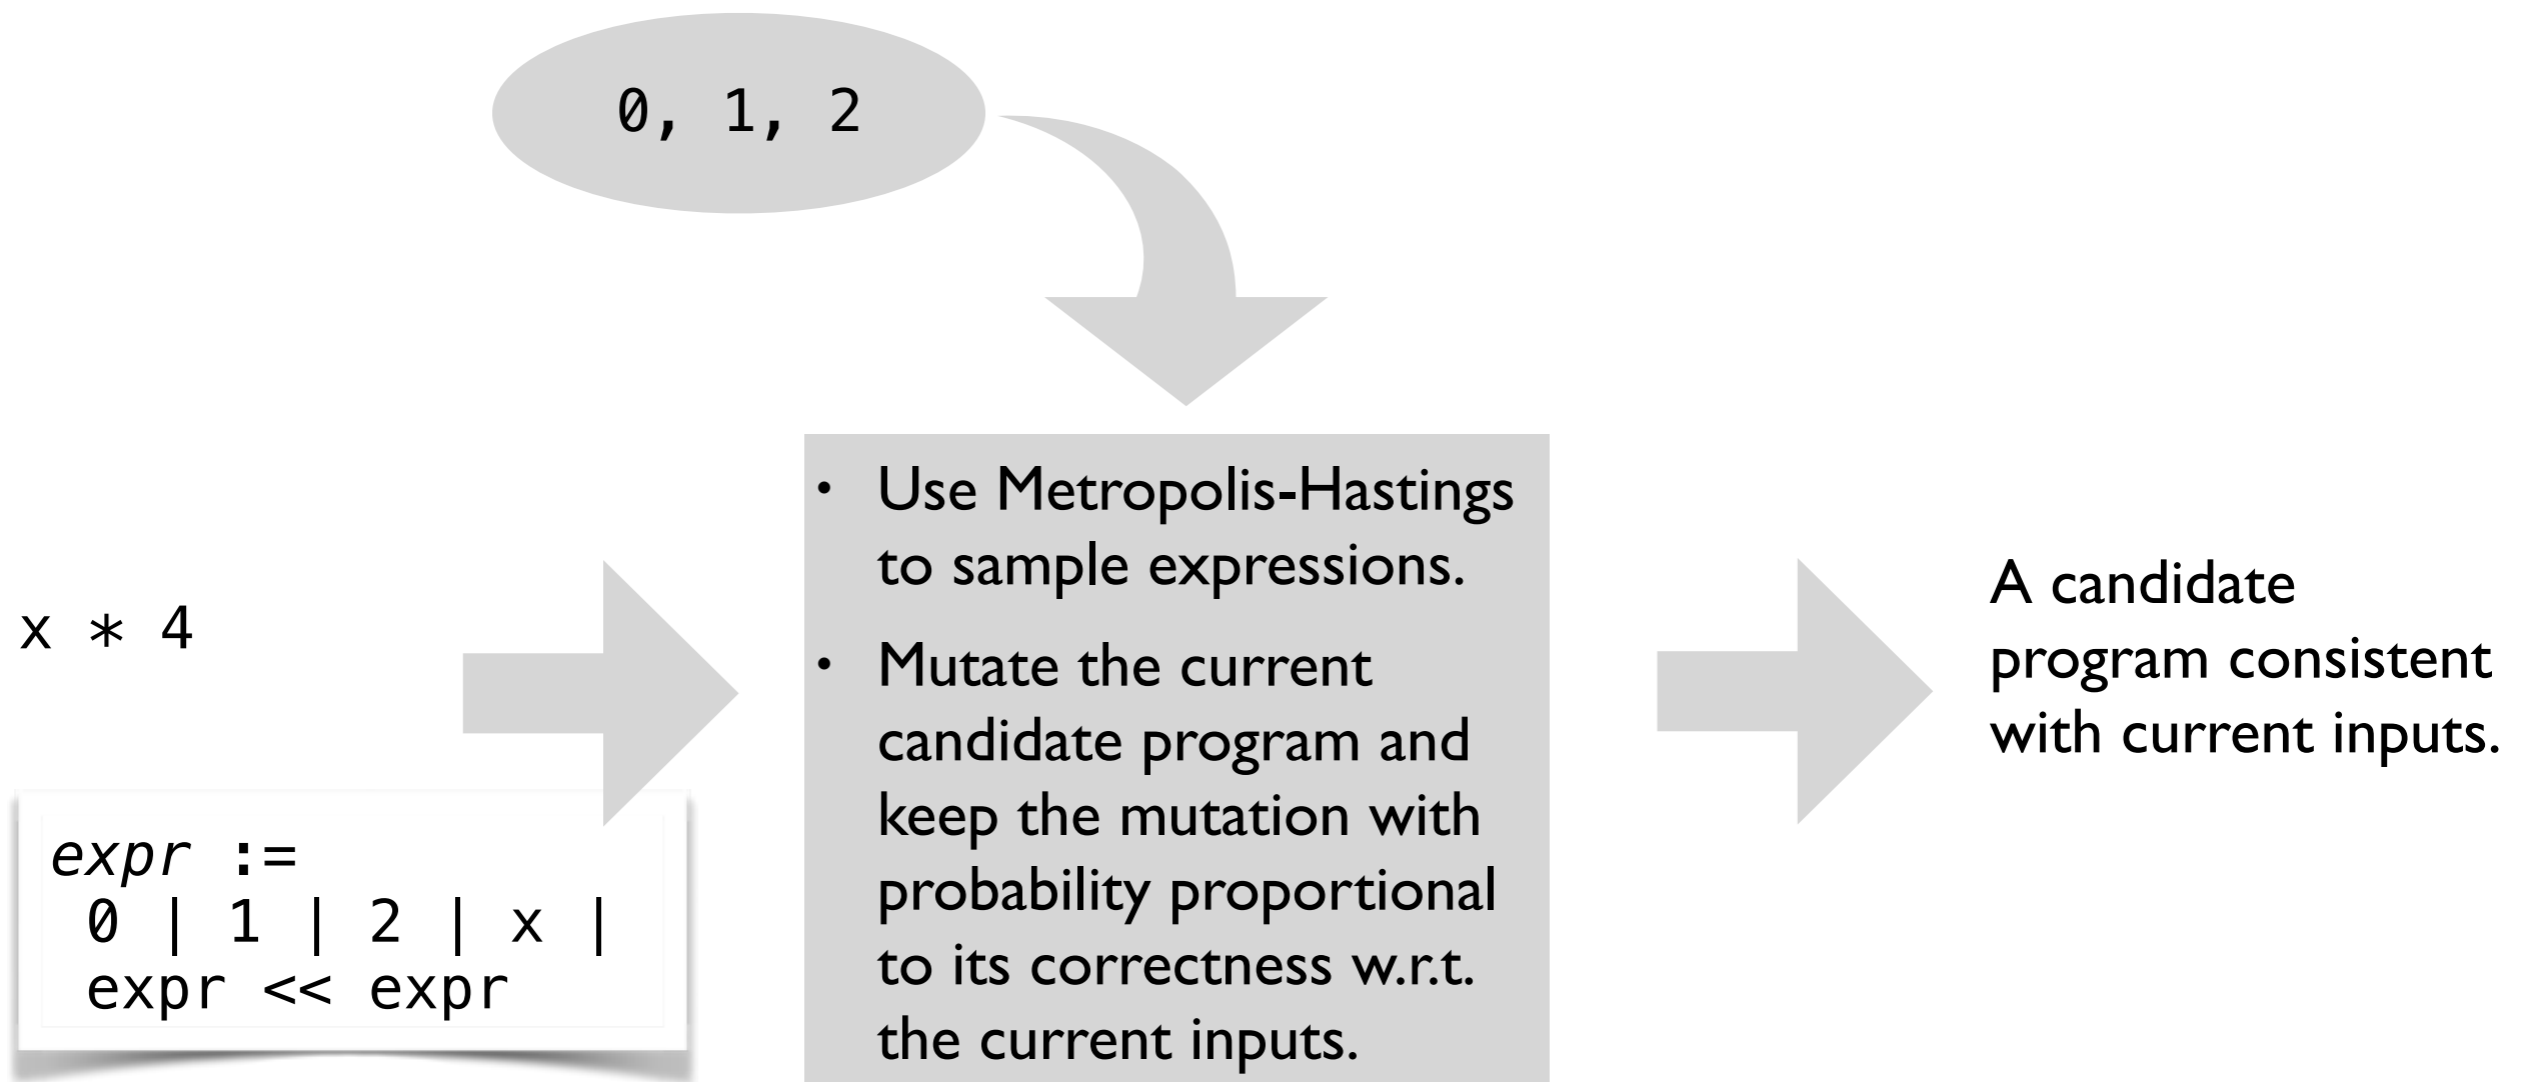 0, 1, 2
x * 4
expr :=
0 | 1 | 2 | x |
expr << expr
• Use Metropolis-Hastings
to sample expressions.
• Mutate the current
candidate program and
keep the mutation with
probability proportional
to its correctness w.r.t.
the current inputs.
A candidate
program consistent
with current inputs.